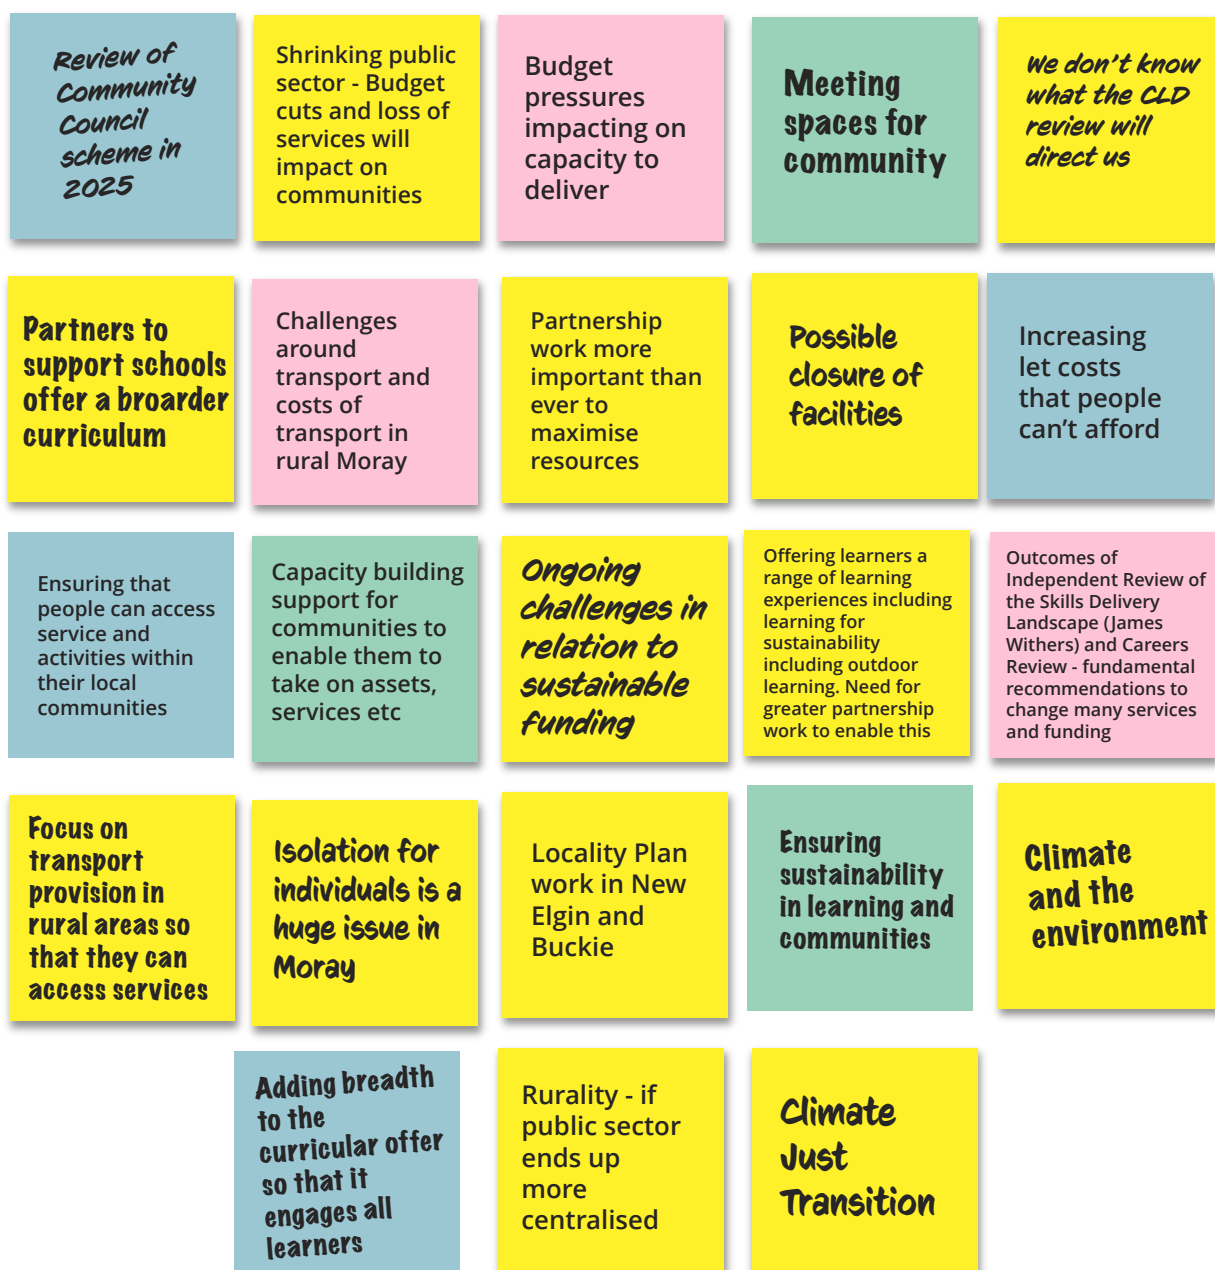 Review of
Community
Council
scheme in
2025
Shrinking public
sector - Budget
cuts and loss of
services will
impact on
communities
Budget
pressures
impacting on
capacity to
deliver
Meeting
spaces for
community
We don't know
what the CLD
review will
direct us
Partners to
support schools
offer a broarder
curriculum
Challenges
around
transport and
costs of
transport in
rural Moray
Partnership
work more
important than
ever to
maximise
resources
Possible
closure of
facilities
Increasing
let costs
that people
can't afford
Ensuring that
people can access
service and
activities within
their local
communities
Capacity building
support for
communities to
enable them to
take on assets,
services etc
Ongoing
challenges in
relation to
sustainable
funding
Offering learners a
range of learning
experiences including
learning for
sustainability
including outdoor
learning. Need for
greater partnership
work to enable this
Outcomes of
Independent Review of
the Skills Delivery
Landscape (James
Withers) and Careers
Review - fundamental
recommendations to
change many services
and funding
Focus on
transport
provision in
rural areas so
that they can
access services
Isolation for
individuals is a
huge issue in
Moray
Locality Plan
work in New
Elgin and
Buckie
Ensuring
sustainability
in learning and
communities
Climate
and the
environment
Adding breadth
to the
curricular offer
so that it
engages all
learners
Rurality - if
public sector
ends up
more
centralised
Climate
Just
Transition